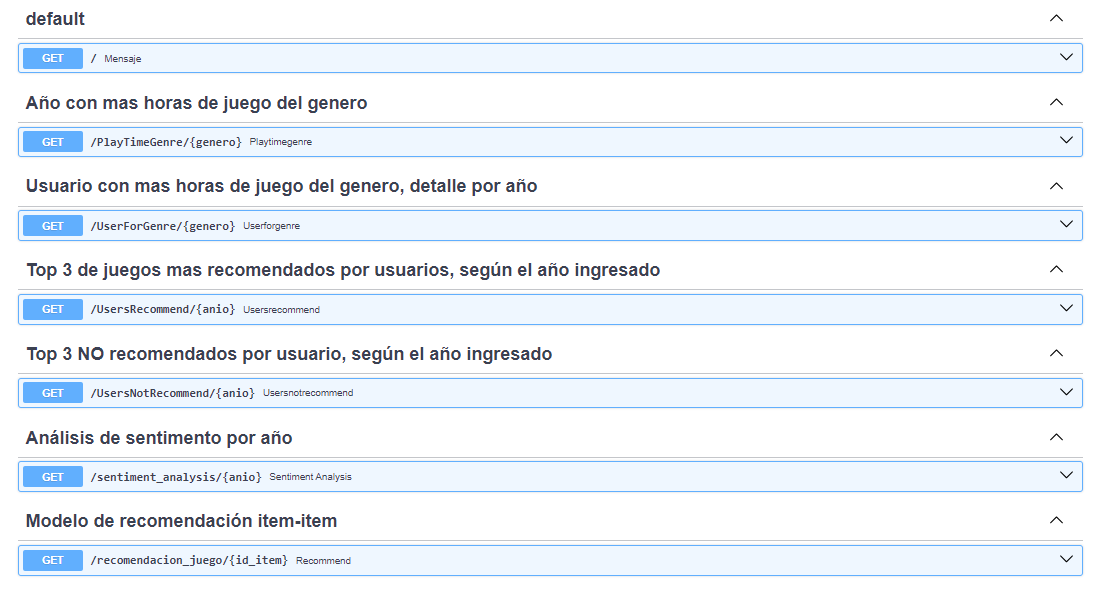 default
GET / Mensaje
Año con mas horas de juego del genero
GET /PlayTimeGenre/{genero} Playtimegenre
Usuario con mas horas de juego del genero, detalle por año
GET /UserForGenre/{genero} Userforgenre
Top 3 de juegos mas recomendados por usuarios, según el año ingresado
GET /UsersRecommend/{anio} Usersrecommend
Top 3 NO recomendados por usuario, según el año ingresado
GET /UsersNotRecommend/{anio} Usersnotrecommend
Análisis de sentimento por año
GET /sentiment_analysis/{anio} Sentiment Analysis
Modelo de recomendación item-item
GET /recomendacion_juego/{id_item} Recommend